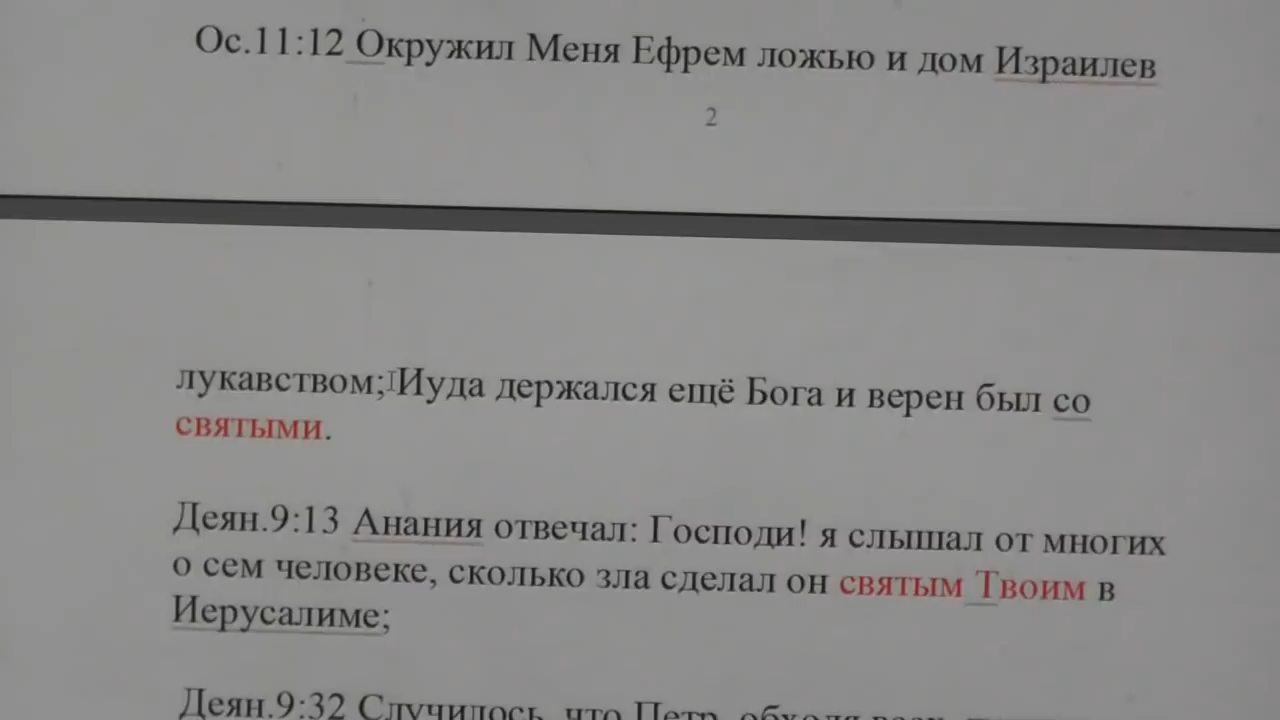 Ос.11:12 Окружил Меня Ефрем ложью и дом Израилев
2
лукавством; Иуда держался ещё Бога и верен был со
святыми.
Деян.9:13 Анания отвечал: Господи! я слышал от многих
о сем человеке, сколько зла сделал он святым Твоим в
Иерусалиме;
Деян.9:32 Случилось, что Петр, обходя всех,